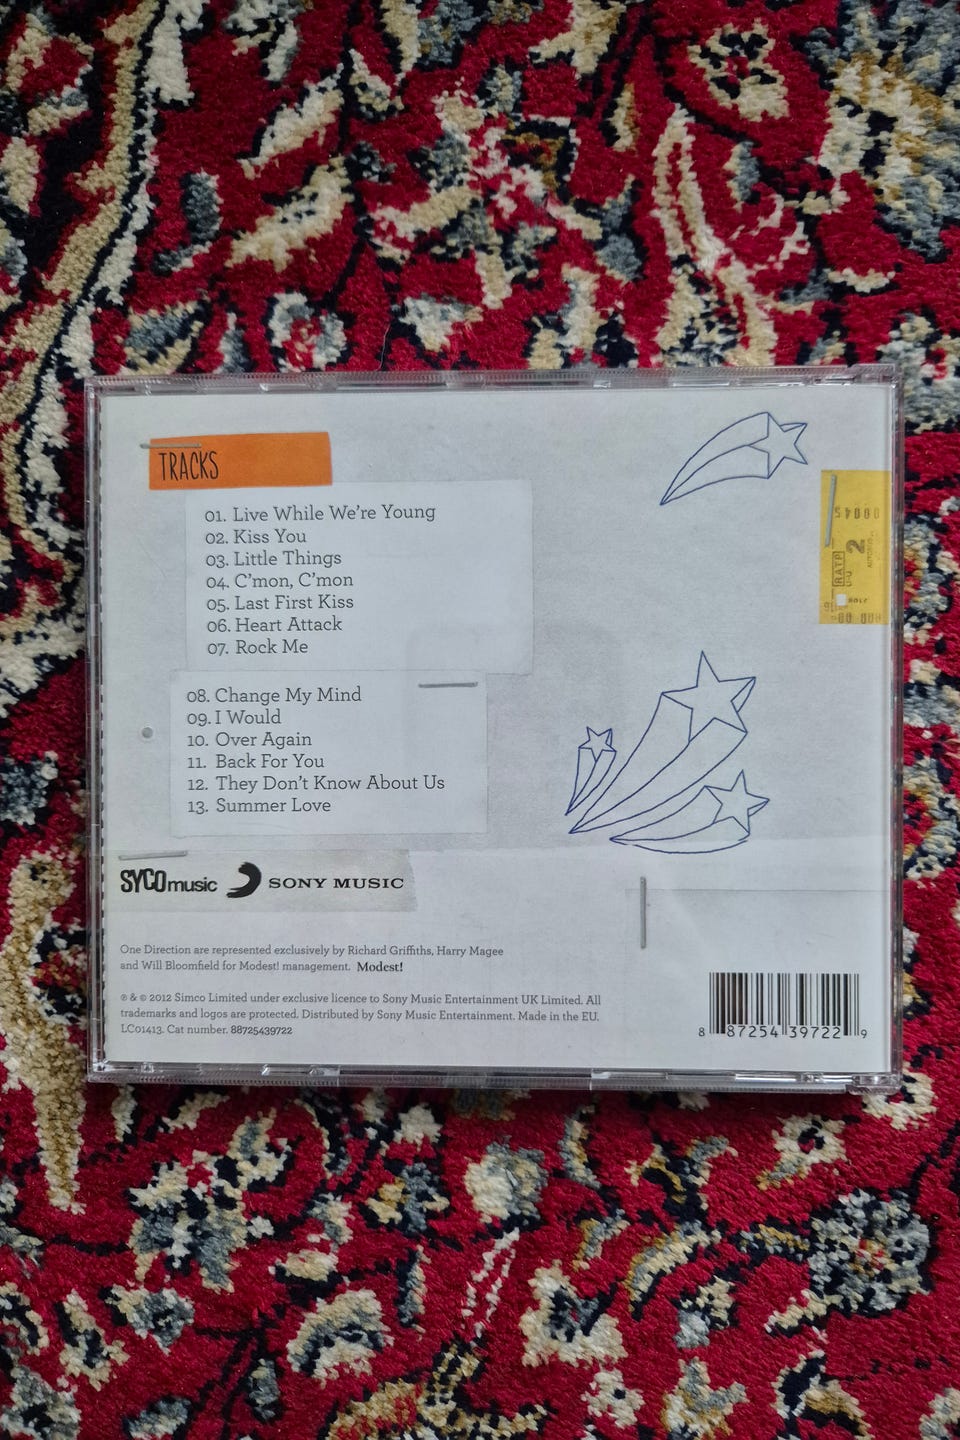 TRACKS
01. Live While We're Young
02. Kiss You
03. Little Things
04. C'mon, C'mon
05. Last First Kiss
06. Heart Attack
07. Rock Me
08. Change My Mind
09. I Would
10. Over Again
11. Back For You
12. They Don't Know About Us
13. Summer Love
RATP
2
SYCO music SONY MUSIC
One Direction are represented exclusively by Richard Griffiths, Harry Magee
and Will Bloomfield for Modest! management. Modest!
℗ & © 2012 Simco Limited under exclusive licence to Sony Music Entertainment UK Limited. All
trademarks and logos are protected. Distributed by Sony Music Entertainment. Made in the EU.
LC01413. Cat number. 88725439722
8 87254 39722 9